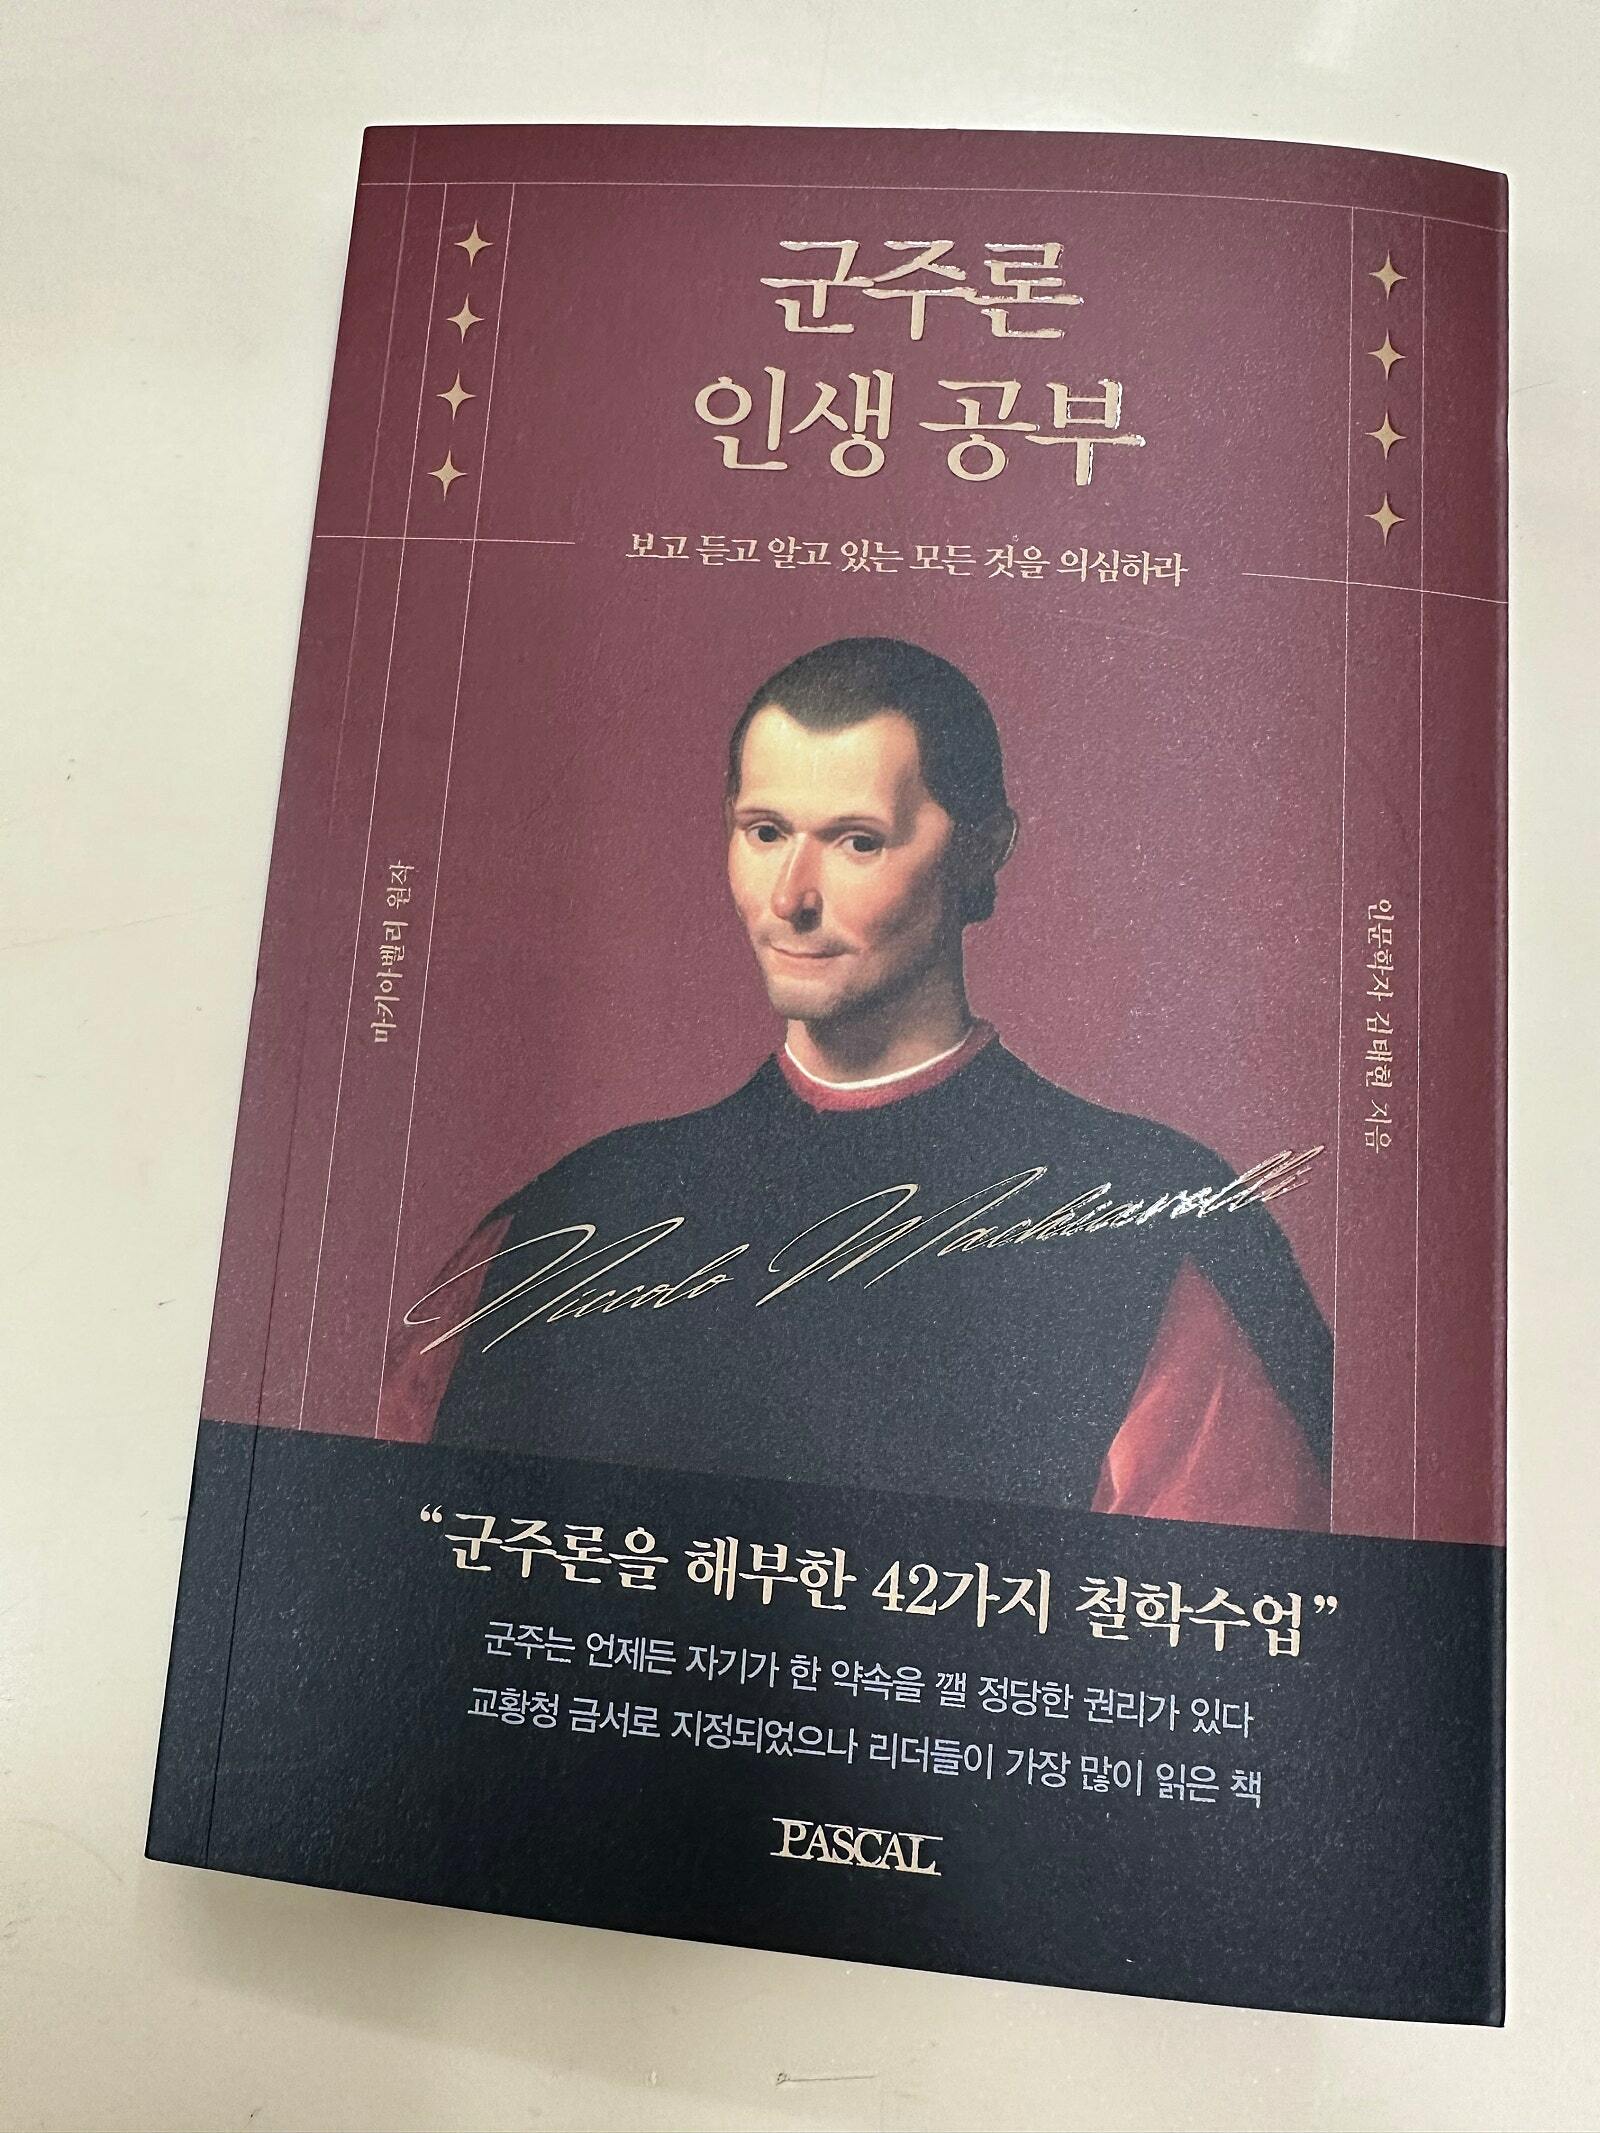 군주론
인생 공부
보고 듣고 알고 있는 모든 것을 의심하라
마키아벨리 원작
인문학자 김태현 지음
Niccolo Machiavelli
“군주론을 해부한 42가지 철학수업”
군주는 언제든 자기가 한 약속을 깰 정당한 권리가 있다
교황청 금서로 지정되었으나 리더들이 가장 많이 읽은 책
PASCAL